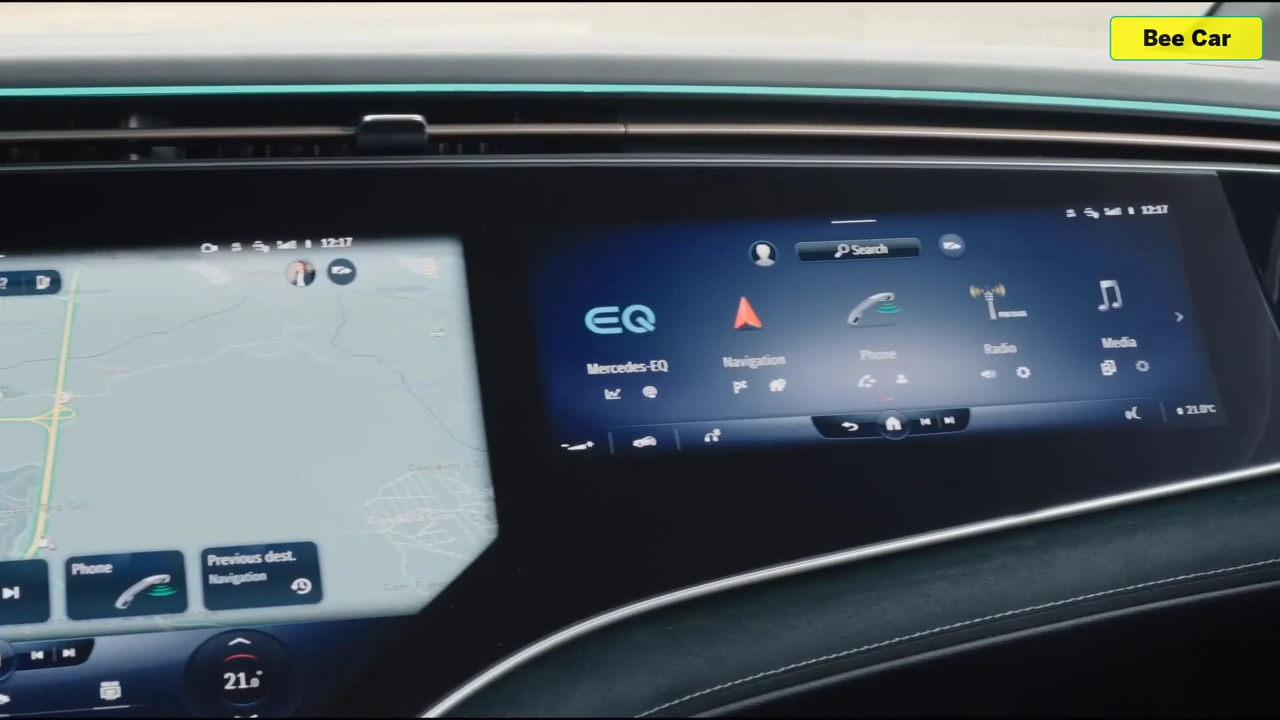 Bee Car
12:17
Phone
Previous dest.
Navigation
21.0°
12:17
Search
EQ
Mercedes-EQ
Navigation
Phone
Radio
Media
21.0°C